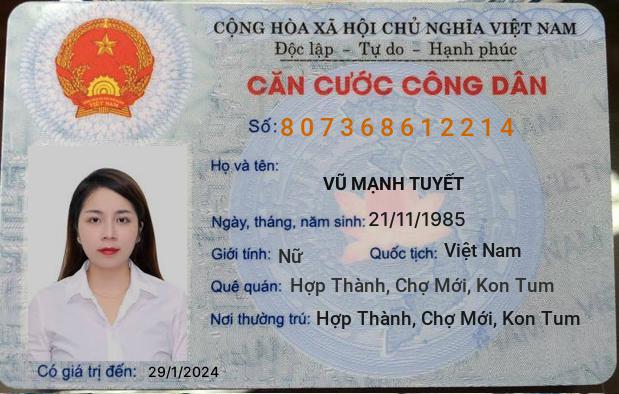 CỘNG HÒA XÃ HỘI CHỦ NGHĨA VIỆT NAM
Độc lập - Tự do - Hạnh phúc
CĂN CƯỚC CÔNG DÂN
Số: 807368612214
Họ và tên:
VŨ MẠNH TUYẾT
Ngày, tháng, năm sinh: 21/11/1985
Giới tính: Nữ Quốc tịch: Việt Nam
Quê quán: Hợp Thành, Chợ Mới, Kon Tum
Nơi thường trú: Hợp Thành, Chợ Mới, Kon Tum
Có giá trị đến: 29/1/2024
VIỆT NAM